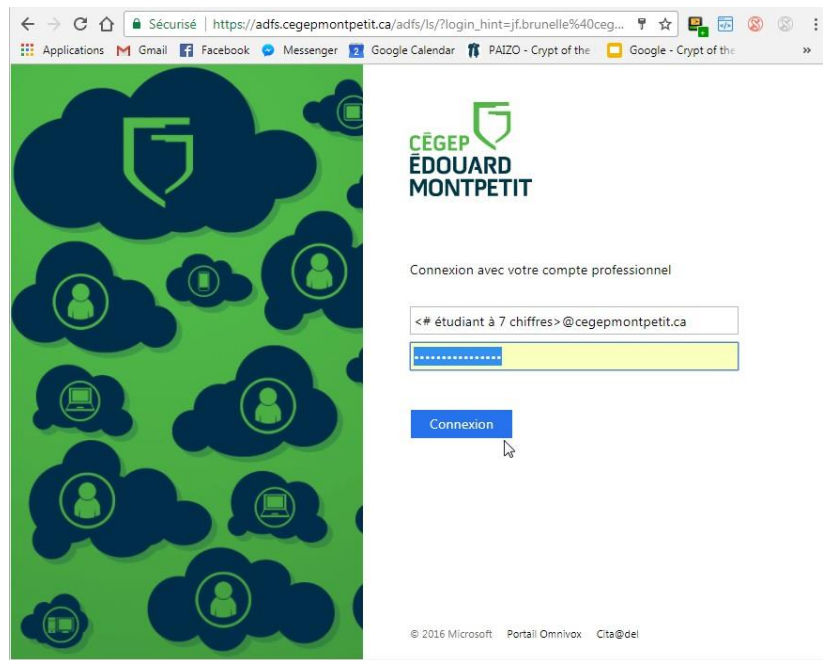 Sécurisé | https://adfs.cegepmontpetit.ca/adfs/ls/?login_hint=jf.brunelle%40ceg...
Applications Gmail Facebook Messenger 2 Google Calendar PAIZO - Crypt of the Google - Crypt of the »
CÉGEP
ÉDOUARD
MONTPETIT
Connexion avec votre compte professionnel
<# étudiant à 7 chiffres>@cegepmontpetit.ca
Connexion
© 2016 Microsoft Portail Omnivox Cita@del